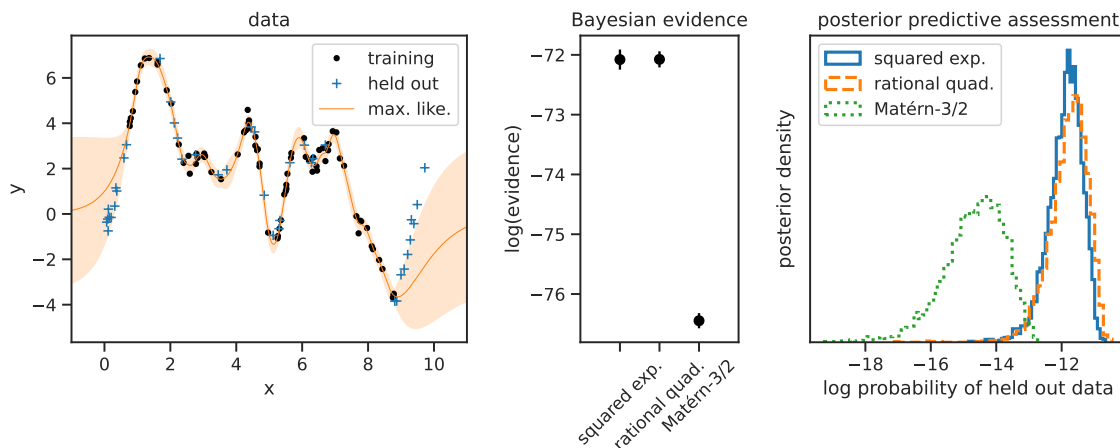 data
y
6
4
2
0
−2
−4
0
2
4
6
8
10
x
training
held out
max. like.
Bayesian evidence
log(evidence)
−72
−73
−74
−75
−76
squared exp.
rational quad.
Matérn-3/2
posterior predictive assessment
squared exp.
rational quad.
Matérn-3/2
posterior density
−18
−16
−14
−12
log probability of held out data